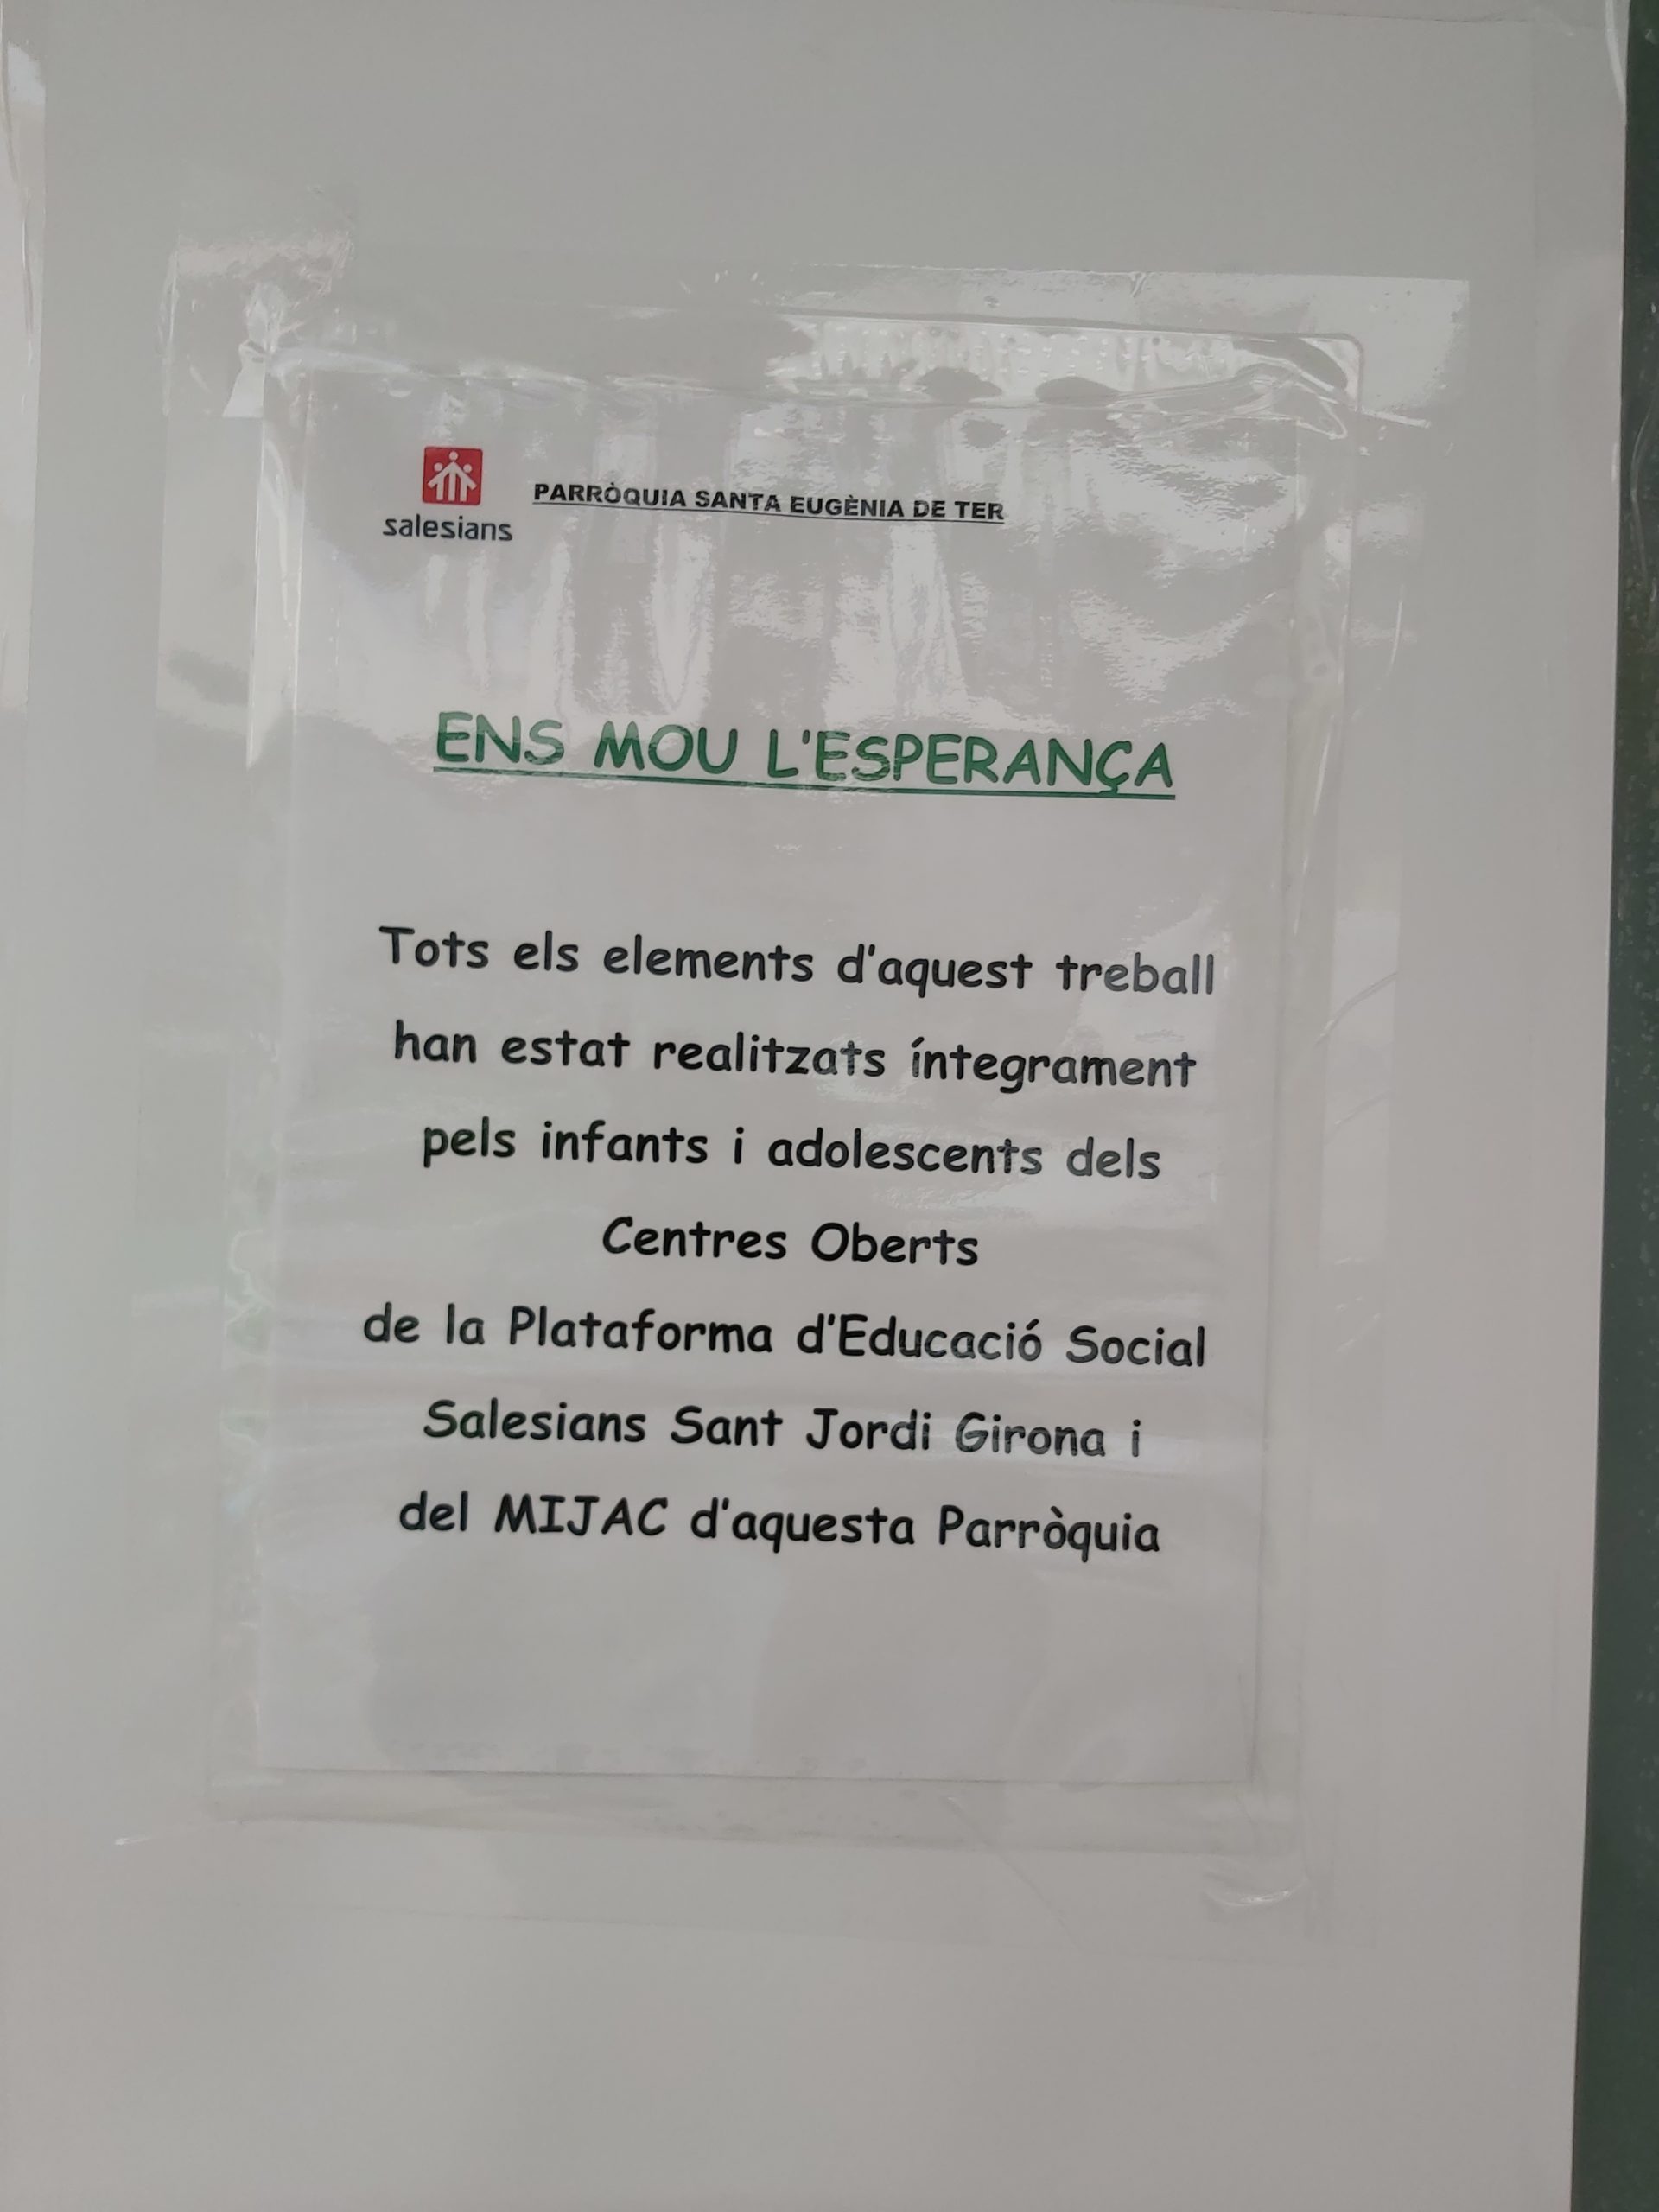 salesians
PARRÒQUIA SANTA EUGÈNIA DE TER
ENS MOU L'ESPERANÇA
Tots els elements d'aquest treball
han estat realitzats íntegrament
pels infants i adolescents dels
Centres Oberts
de la Plataforma d'Educació Social
Salesians Sant Jordi Girona i
del MIJAC d'aquesta Parròquia